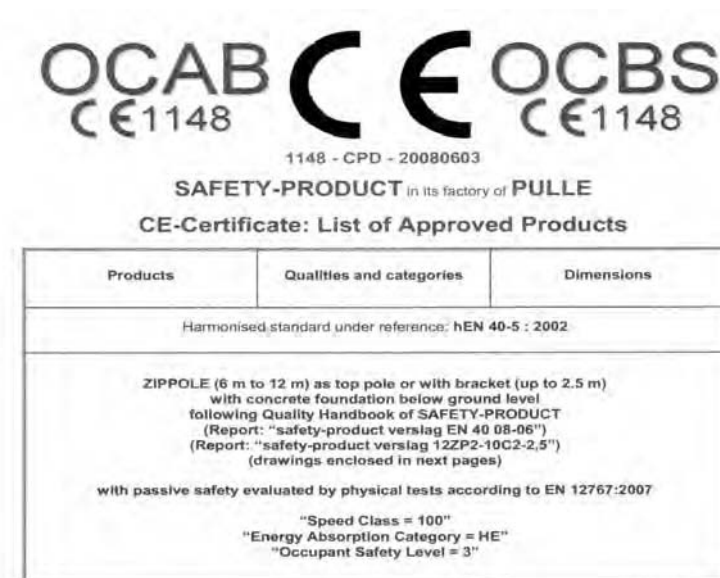 OCAB CE OCBS
CE1148 CE1148
1148 - CPD - 20080603
SAFETY-PRODUCT in its factory of PULLE
CE-Certificate: List of Approved Products
Products Qualities and categories Dimensions
Harmonised standard under reference: hEN 40-5 : 2002
ZIPPOLE (6 m to 12 m) as top pole or with bracket (up to 2.5 m)
with concrete foundation below ground level
following Quality Handbook of SAFETY-PRODUCT
(Report: "safety-product verslag EN 40 08-06")
(Report: "safety-product verslag 12ZP2-10C2-2,5")
(drawings enclosed in next pages)
with passive safety evaluated by physical tests according to EN 12767:2007
"Speed Class = 100"
"Energy Absorption Category = HE"
"Occupant Safety Level = 3"